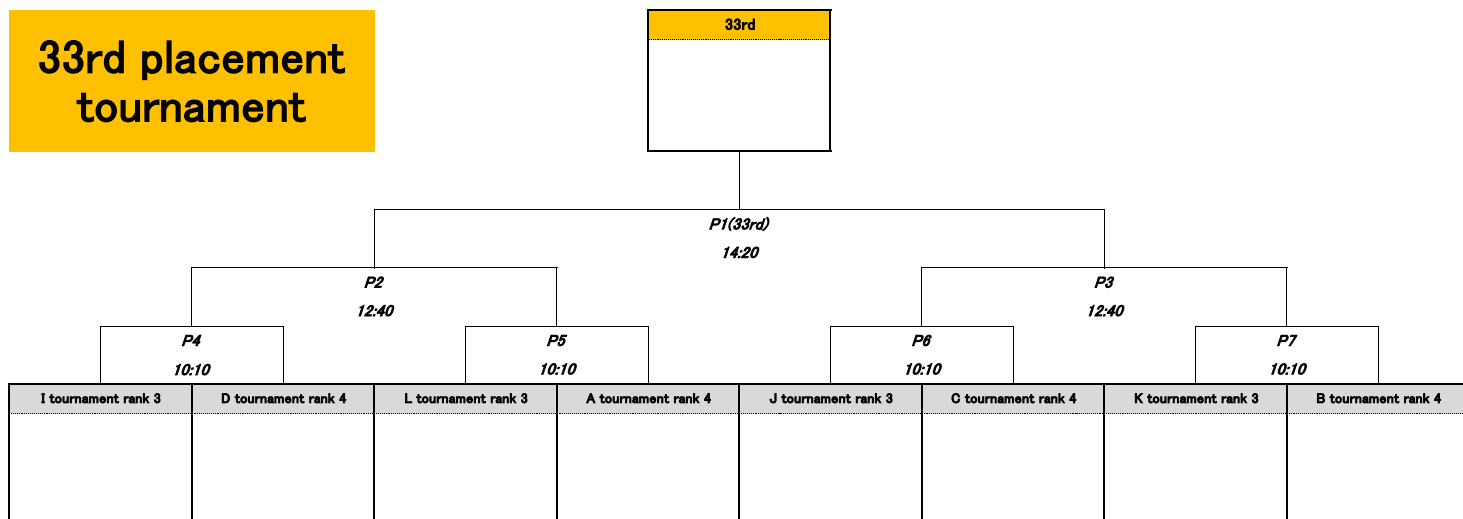 33rd placement
tournament
33rd
P1(33rd)
14:20
P2
P3
12:40
12:40
P4
P5
P6
P7
10:10
10:10
10:10
10:10
I tournament rank 3
D tournament rank 4
L tournament rank 3
A tournament rank 4
J tournament rank 3
C tournament rank 4
K tournament rank 3
B tournament rank 4